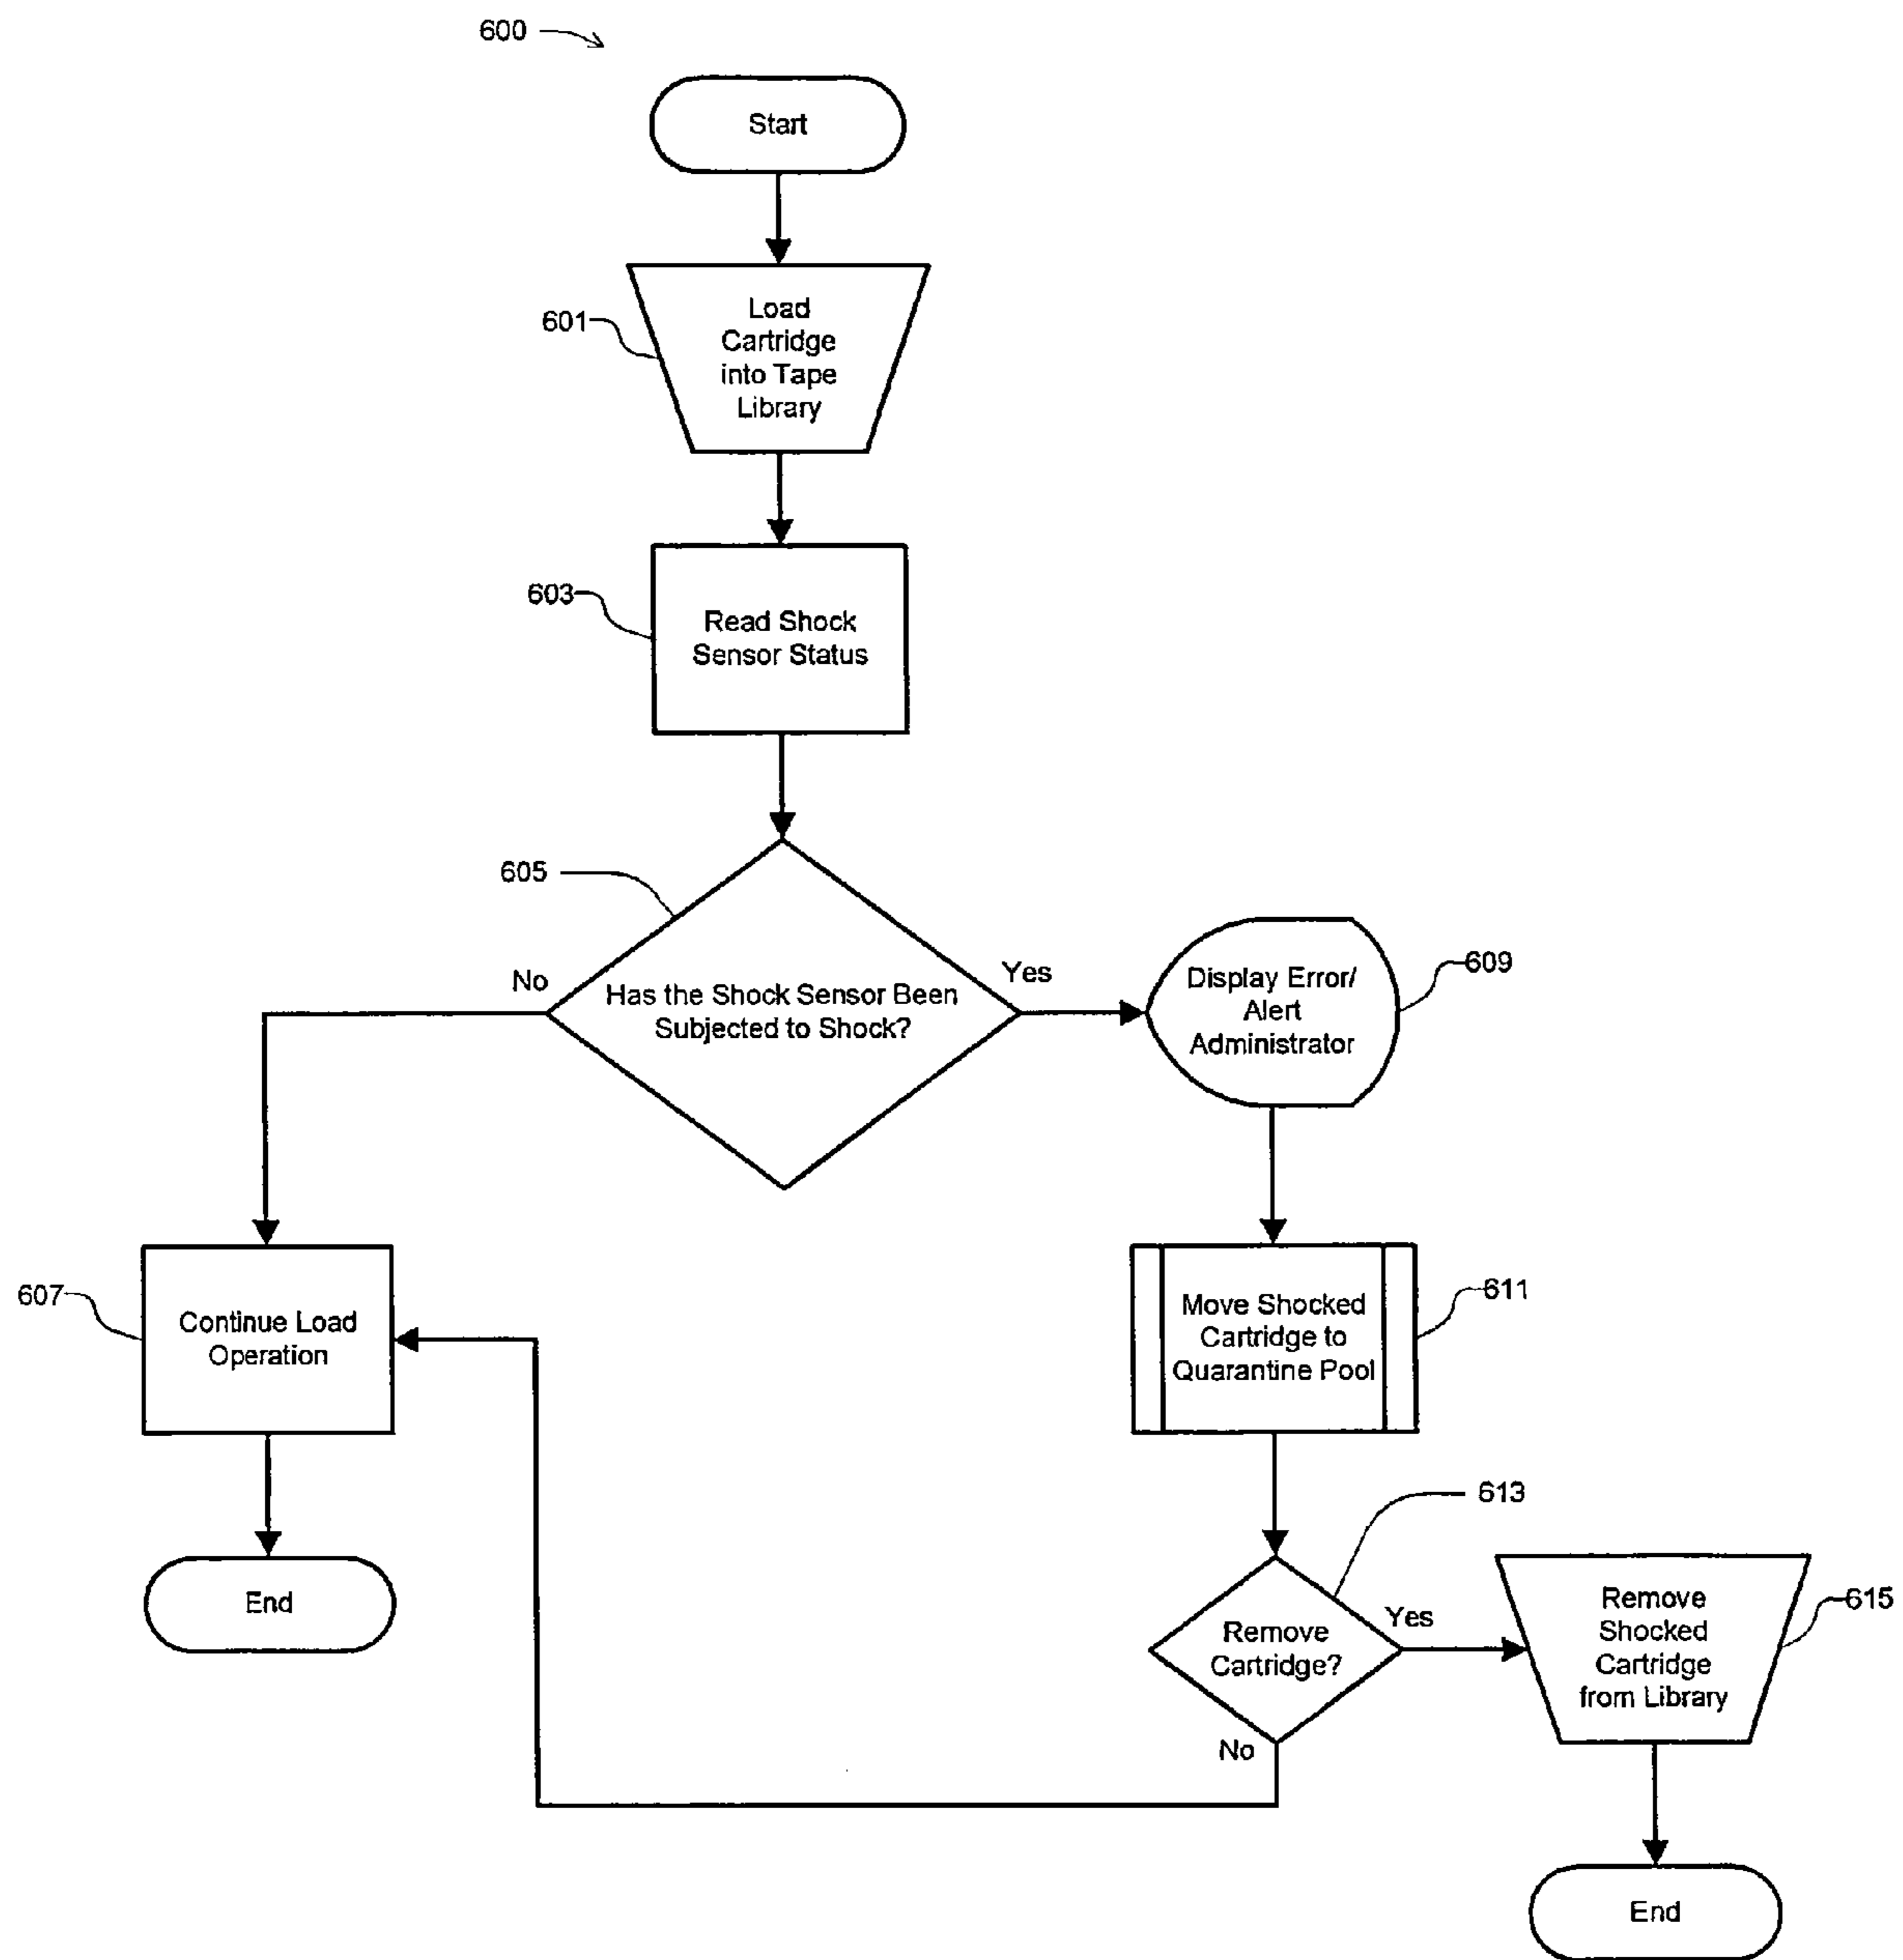 600
Start
601
Load
Cartridge
into Tape
Library
603
Read Shock
Sensor Status
605
No
Has the Shock Sensor Been
Subjected to Shock?
Yes
Display Error/
Alert
Administrator
609
607
Continue Load
Operation
Move Shocked
Cartridge to
Quarantine Pool
611
613
End
Remove
Cartridge?
Yes
No
Remove
Shocked
Cartridge
from Library
615
End